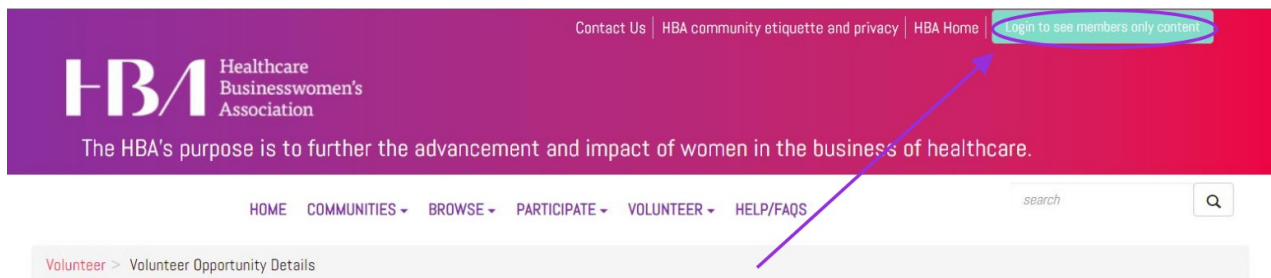 Contact Us | HBA community etiquette and privacy | HBA Home | Login to see members only content
HBA Healthcare
Businesswomen's
Association
The HBA's purpose is to further the advancement and impact of women in the business of healthcare.
HOME COMMUNITIES BROWSE PARTICIPATE VOLUNTEER HELP/FAQS search
Volunteer > Volunteer Opportunity Details